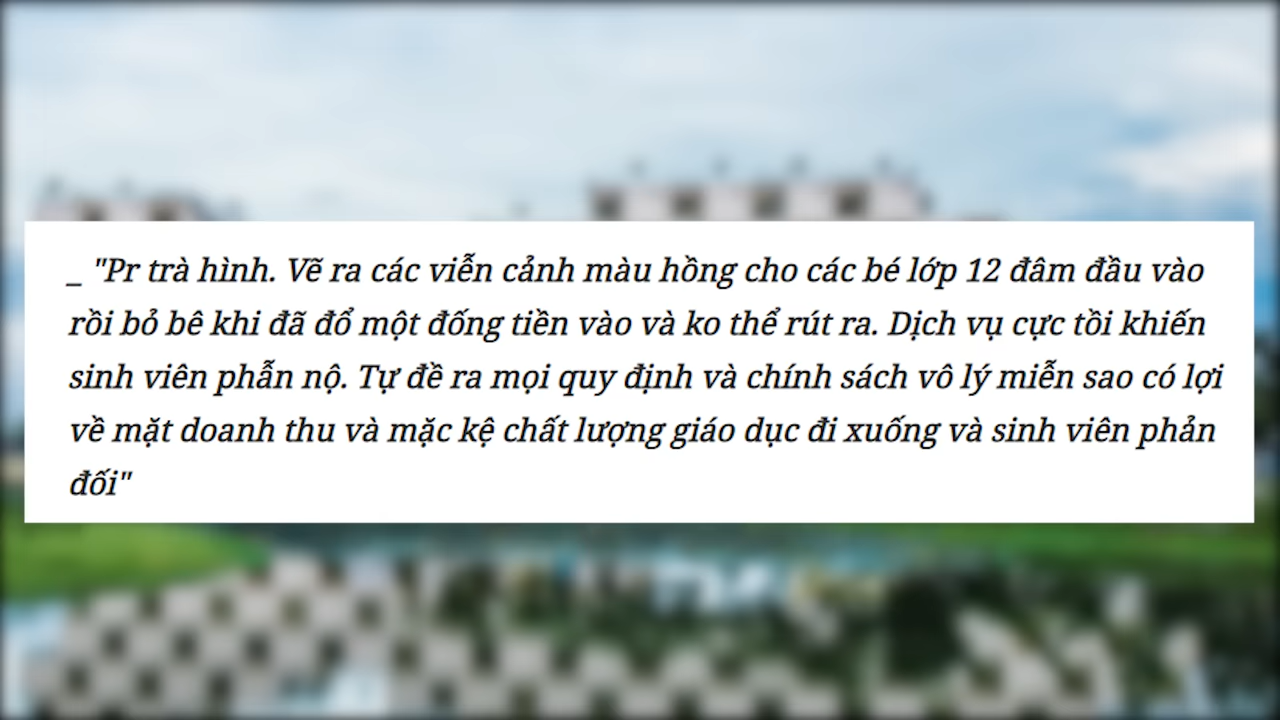 _ "Pr trà hình. Vẽ ra các viễn cảnh màu hồng cho các bé lớp 12 đâm đầu vào
rồi bỏ bê khi đã đổ một đống tiền vào và ko thể rút ra. Dịch vụ cực tồi khiến
sinh viên phẫn nộ. Tự đề ra mọi quy định và chính sách vô lý miễn sao có lợi
về mặt doanh thu và mặc kệ chất lượng giáo dục đi xuống và sinh viên phản
đối"